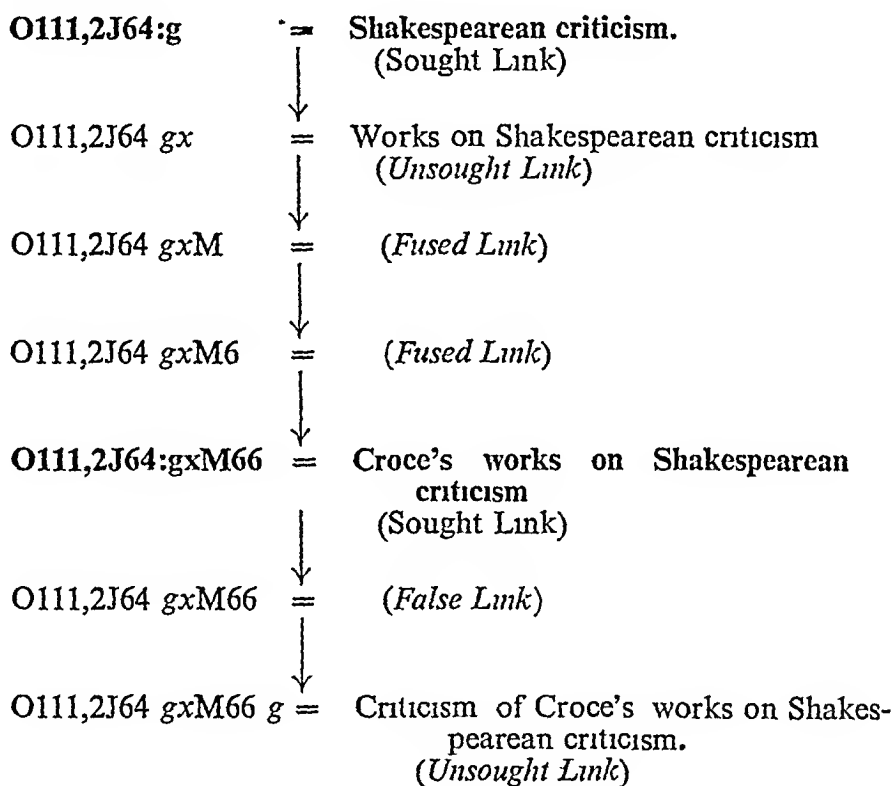 O111,2J64:g = Shakespearean criticism.
(Sought Link)
O111,2J64 gx = Works on Shakespearean criticism
(Unsought Link)
O111,2J64 gxM = (Fused Link)
O111,2J64 gxM6 = (Fused Link)
O111,2J64:gxM66 = Croce's works on Shakespearean
criticism
(Sought Link)
O111,2J64 gxM66 = (False Link)
O111,2J64 gxM66 g = Criticism of Croce's works on Shakes-
pearean criticism.
(Unsought Link)